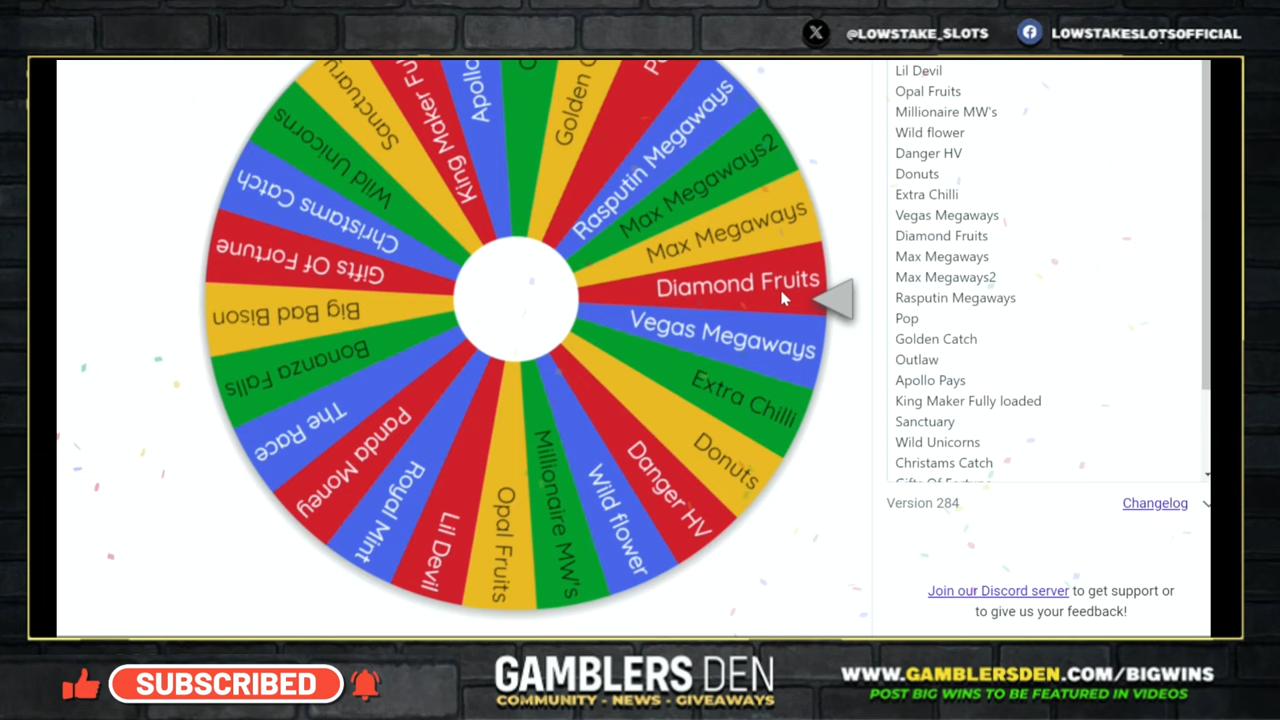 @LOWSTAKE_SLOTS
LOWSTAKESLOTSOFFICIAL
Sanctuary
King Maker Ful
Apollo
Golden C
Rasputin Megaways
Max Megaways2
Max Megaways
Diamond Fruits
Vegas Megaways
Extra Chilli
Donuts
Danger HV
Wild flower
Millionaire MW's
Opal Fruits
Lil Devil
Royal Mint
Panda Money
The Race
Bonanza Falls
Big Bad Bison
Gifts Of Fortune
Christams Catch
Wild Unicorns
Lil Devil
Opal Fruits
Millionaire MW's
Wild flower
Danger HV
Donuts
Extra Chilli
Vegas Megaways
Diamond Fruits
Max Megaways
Max Megaways2
Rasputin Megaways
Pop
Golden Catch
Outlaw
Apollo Pays
King Maker Fully loaded
Sanctuary
Wild Unicorns
Christams Catch
Gifts Of Fortune
Version 284
Changelog
Join our Discord server to get support or
to give us your feedback!
SUBSCRIBED
GAMBLERS DEN
COMMUNITY - NEWS - GIVEAWAYS
WWW.GAMBLERSDEN.COM/BIGWINS
POST BIG WINS TO BE FEATURED IN VIDEOS